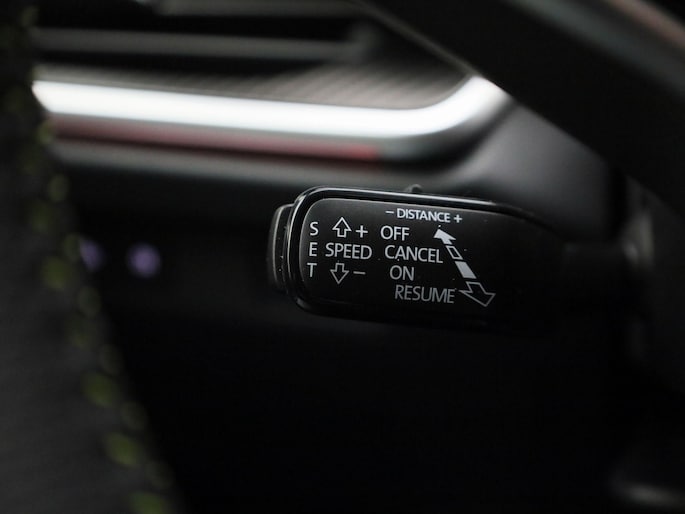 − DISTANCE +
S + OFF
E SPEED CANCEL
T − ON
RESUME